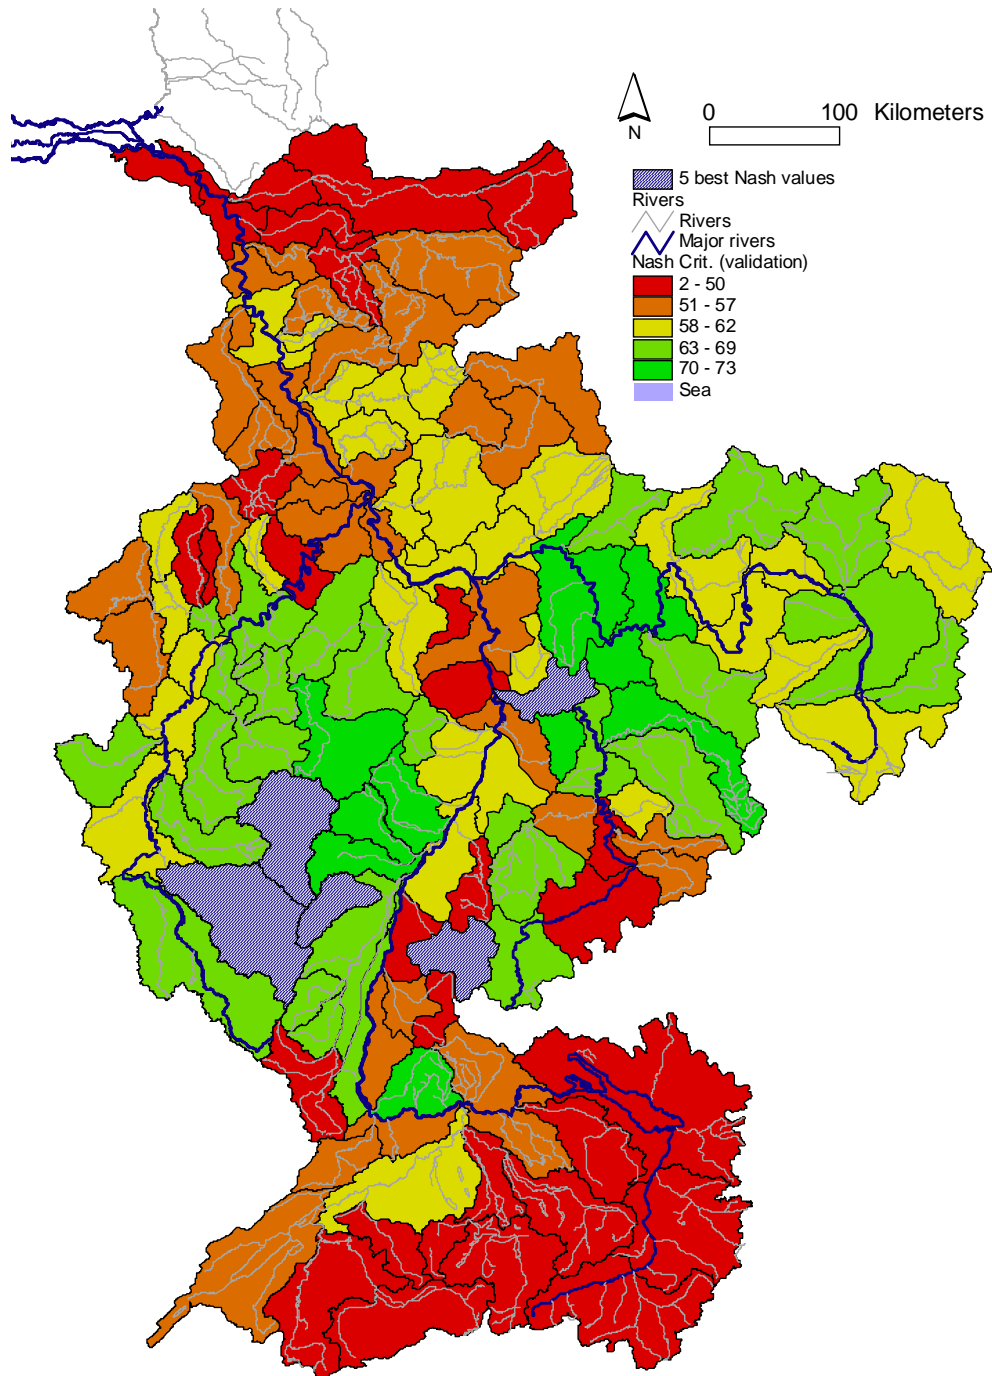 0 100 Kilometers
N
5 best Nash values
Rivers
Rivers
Major rivers
Nash Crit. (validation)
2 - 50
51 - 57
58 - 62
63 - 69
70 - 73
Sea